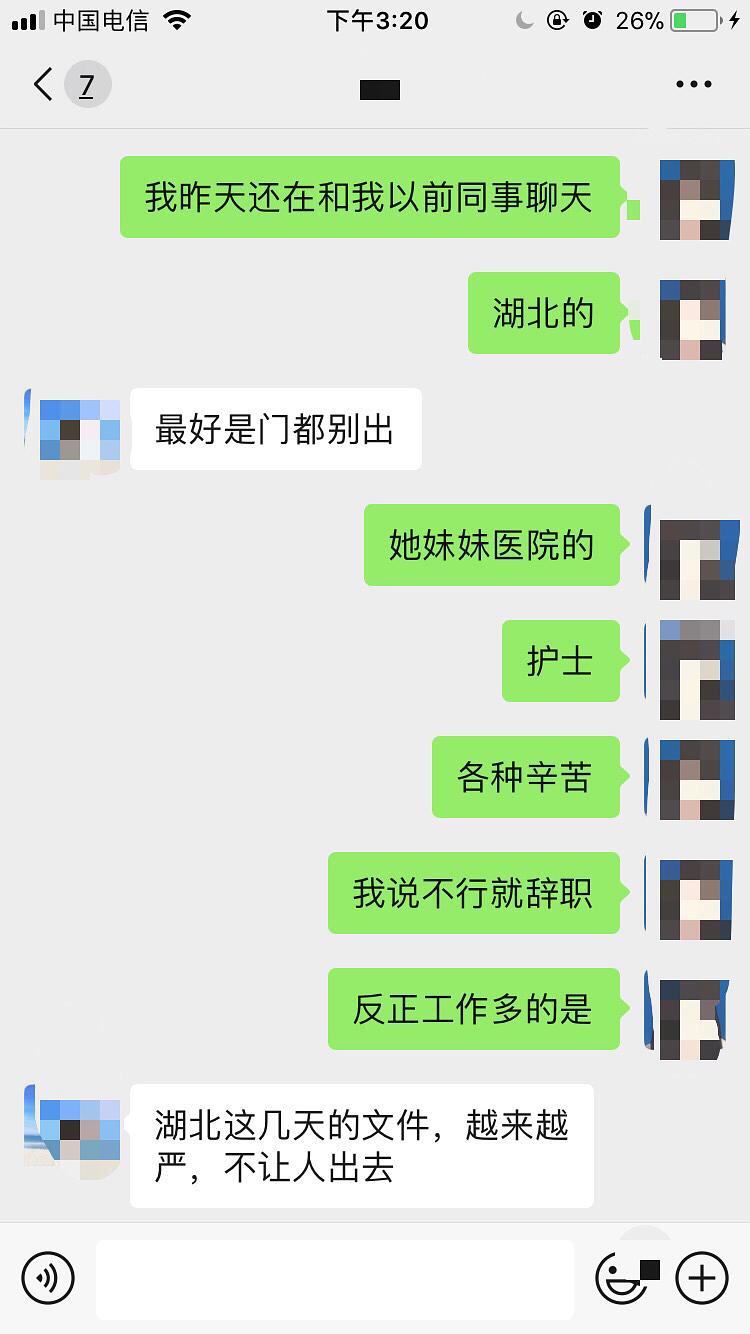 中国电信 下午3:20 26%
7
我昨天还在和我以前同事聊天
湖北的
最好是门都别出
她妹妹医院的
护士
各种辛苦
我说不行就辞职
反正工作多的是
湖北这几天的文件，越来越
严，不让人出去